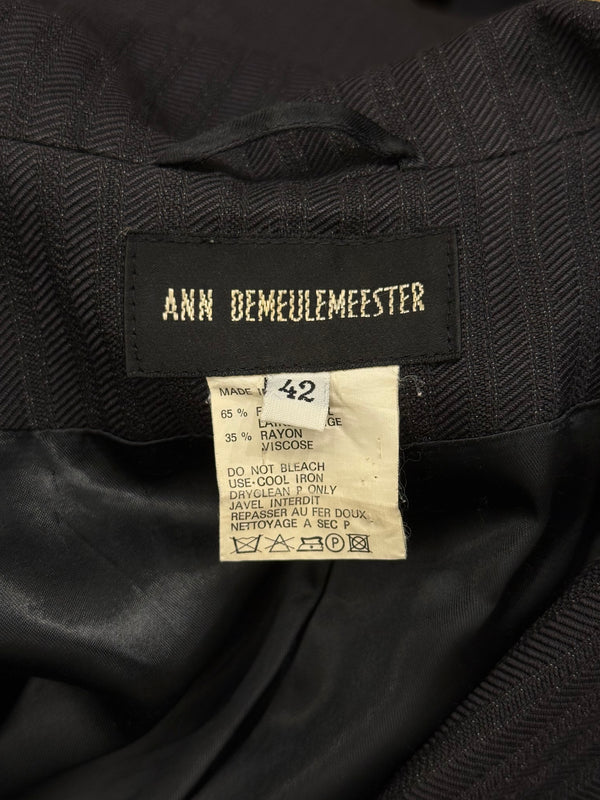 ANN DEMEULEMEESTER
MADE
42
65 %
35 % RAYON
VISCOSE
DO NOT BLEACH
USE·COOL IRON
DRYCLEAN P ONLY
JAVEL INTERDIT
REPASSER AU FER DOUX
NETTOYAGE A SEC P
P